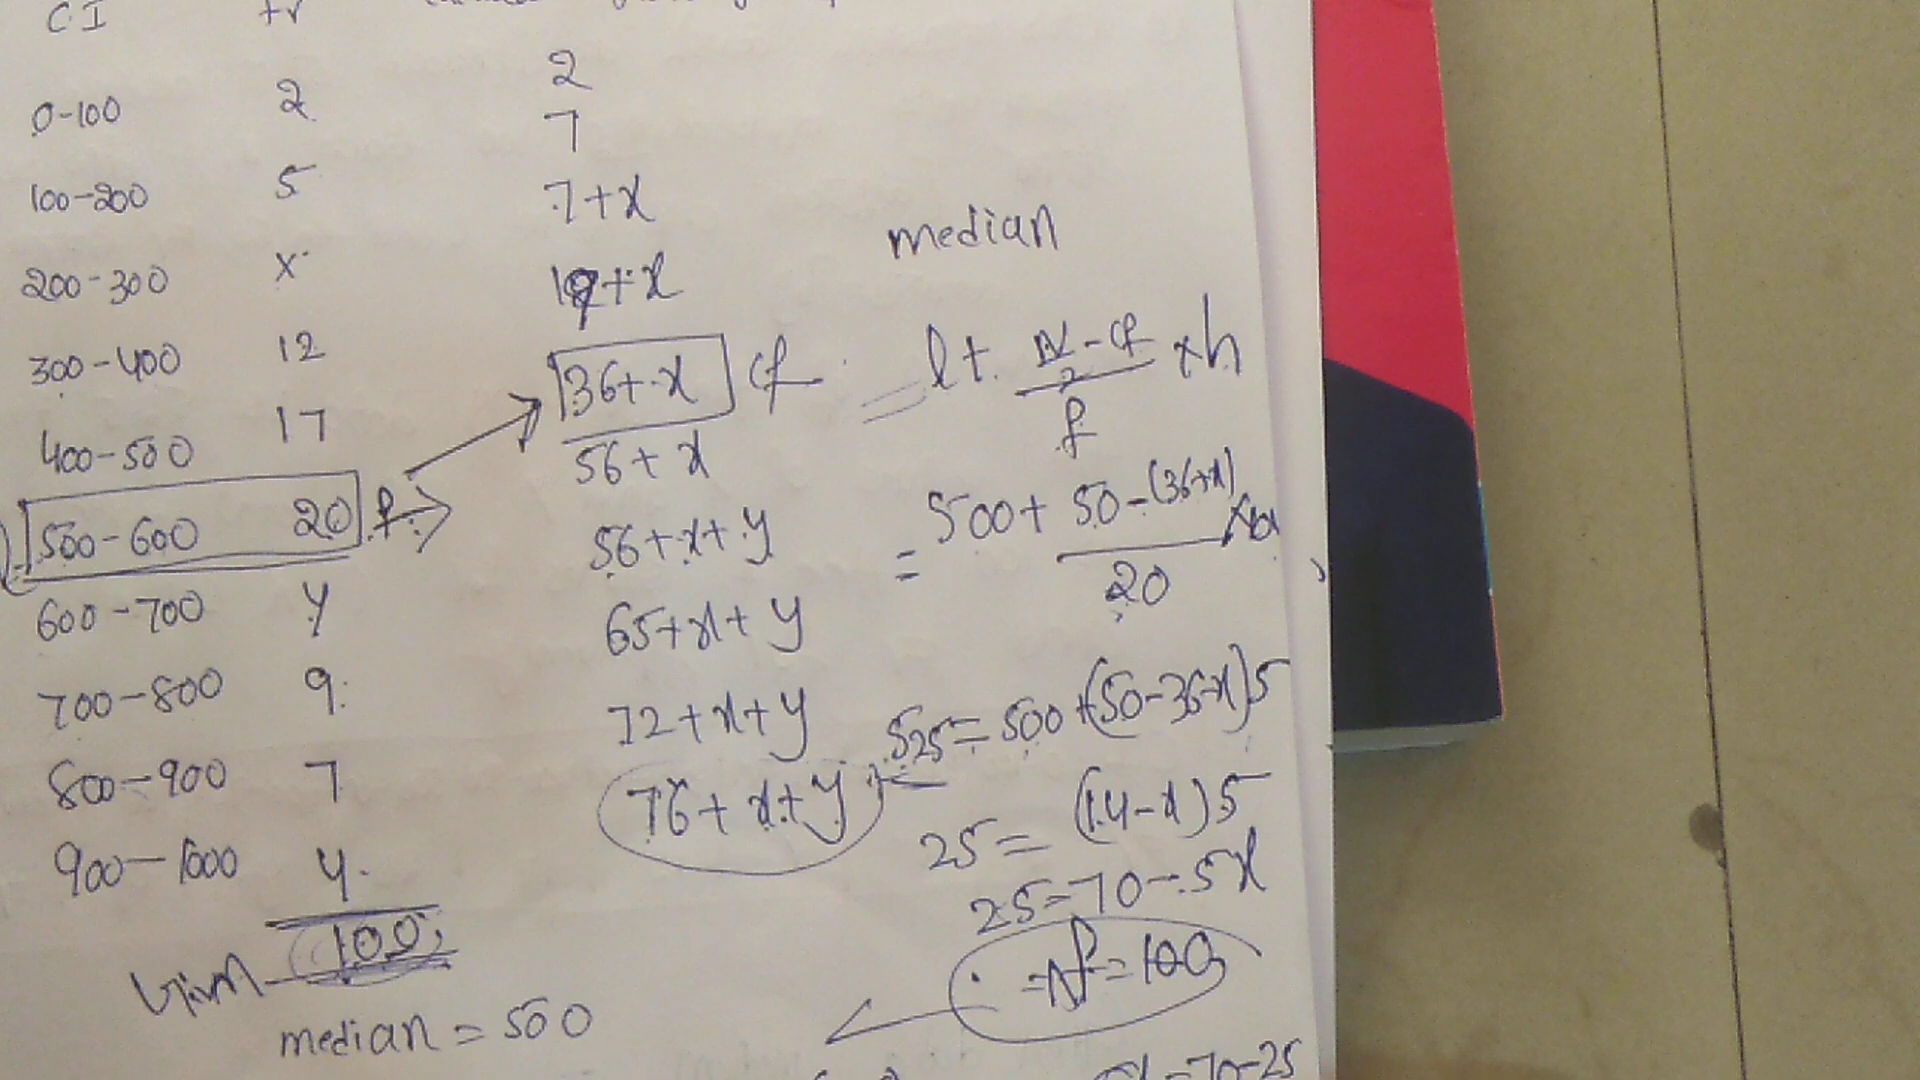 CI fr
0-100 2 2
100-200 5 7
200-300 x 7+x
300-400 12 19+x
400-500 17 36+x cf
500-600 20 f 56+x
600-700 y 56+x+y
700-800 9 65+x+y
800-900 7 72+x+y
900-1000 4 76+x+y
100
median = 500
median
= l+ N/2-cf/f ×h
= 500+ 50-(36+x)/20
525=500+(50-36-x)5
25= (14-x)5
25=70-5x
=100
=70-25